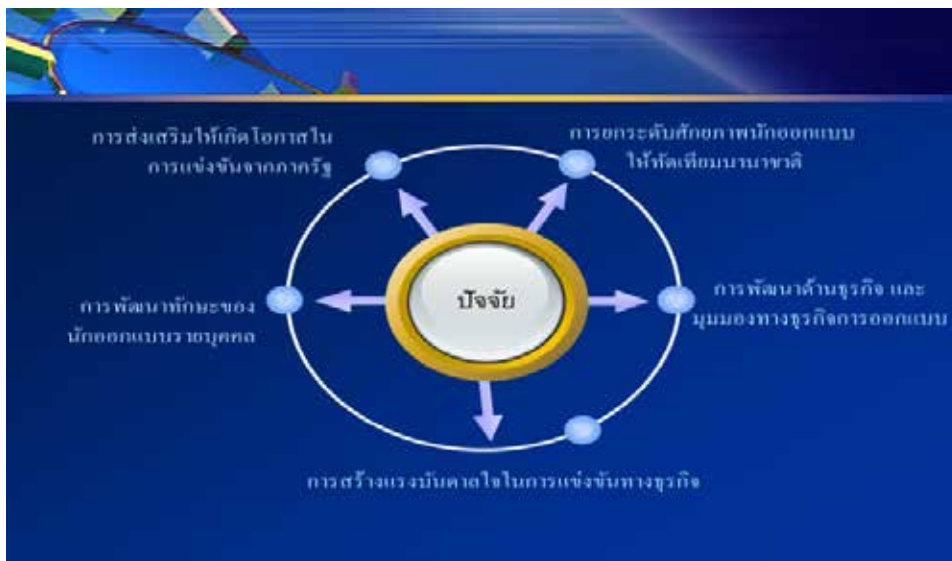 การส่งเสริมให้เกิดโอกาสใน
การแข่งขันจากภาครัฐ
การยกระดับศักยภาพนักออกแบบ
ให้ทัดเทียมนานาชาติ
ปัจจัย
การพัฒนาทักษะของ
นักออกแบบรายบุคคล
การพัฒนาด้านธุรกิจ และ
มุมมองทางธุรกิจการออกแบบ
การสร้างแรงบันดาลใจในการแข่งขันทางธุรกิจ